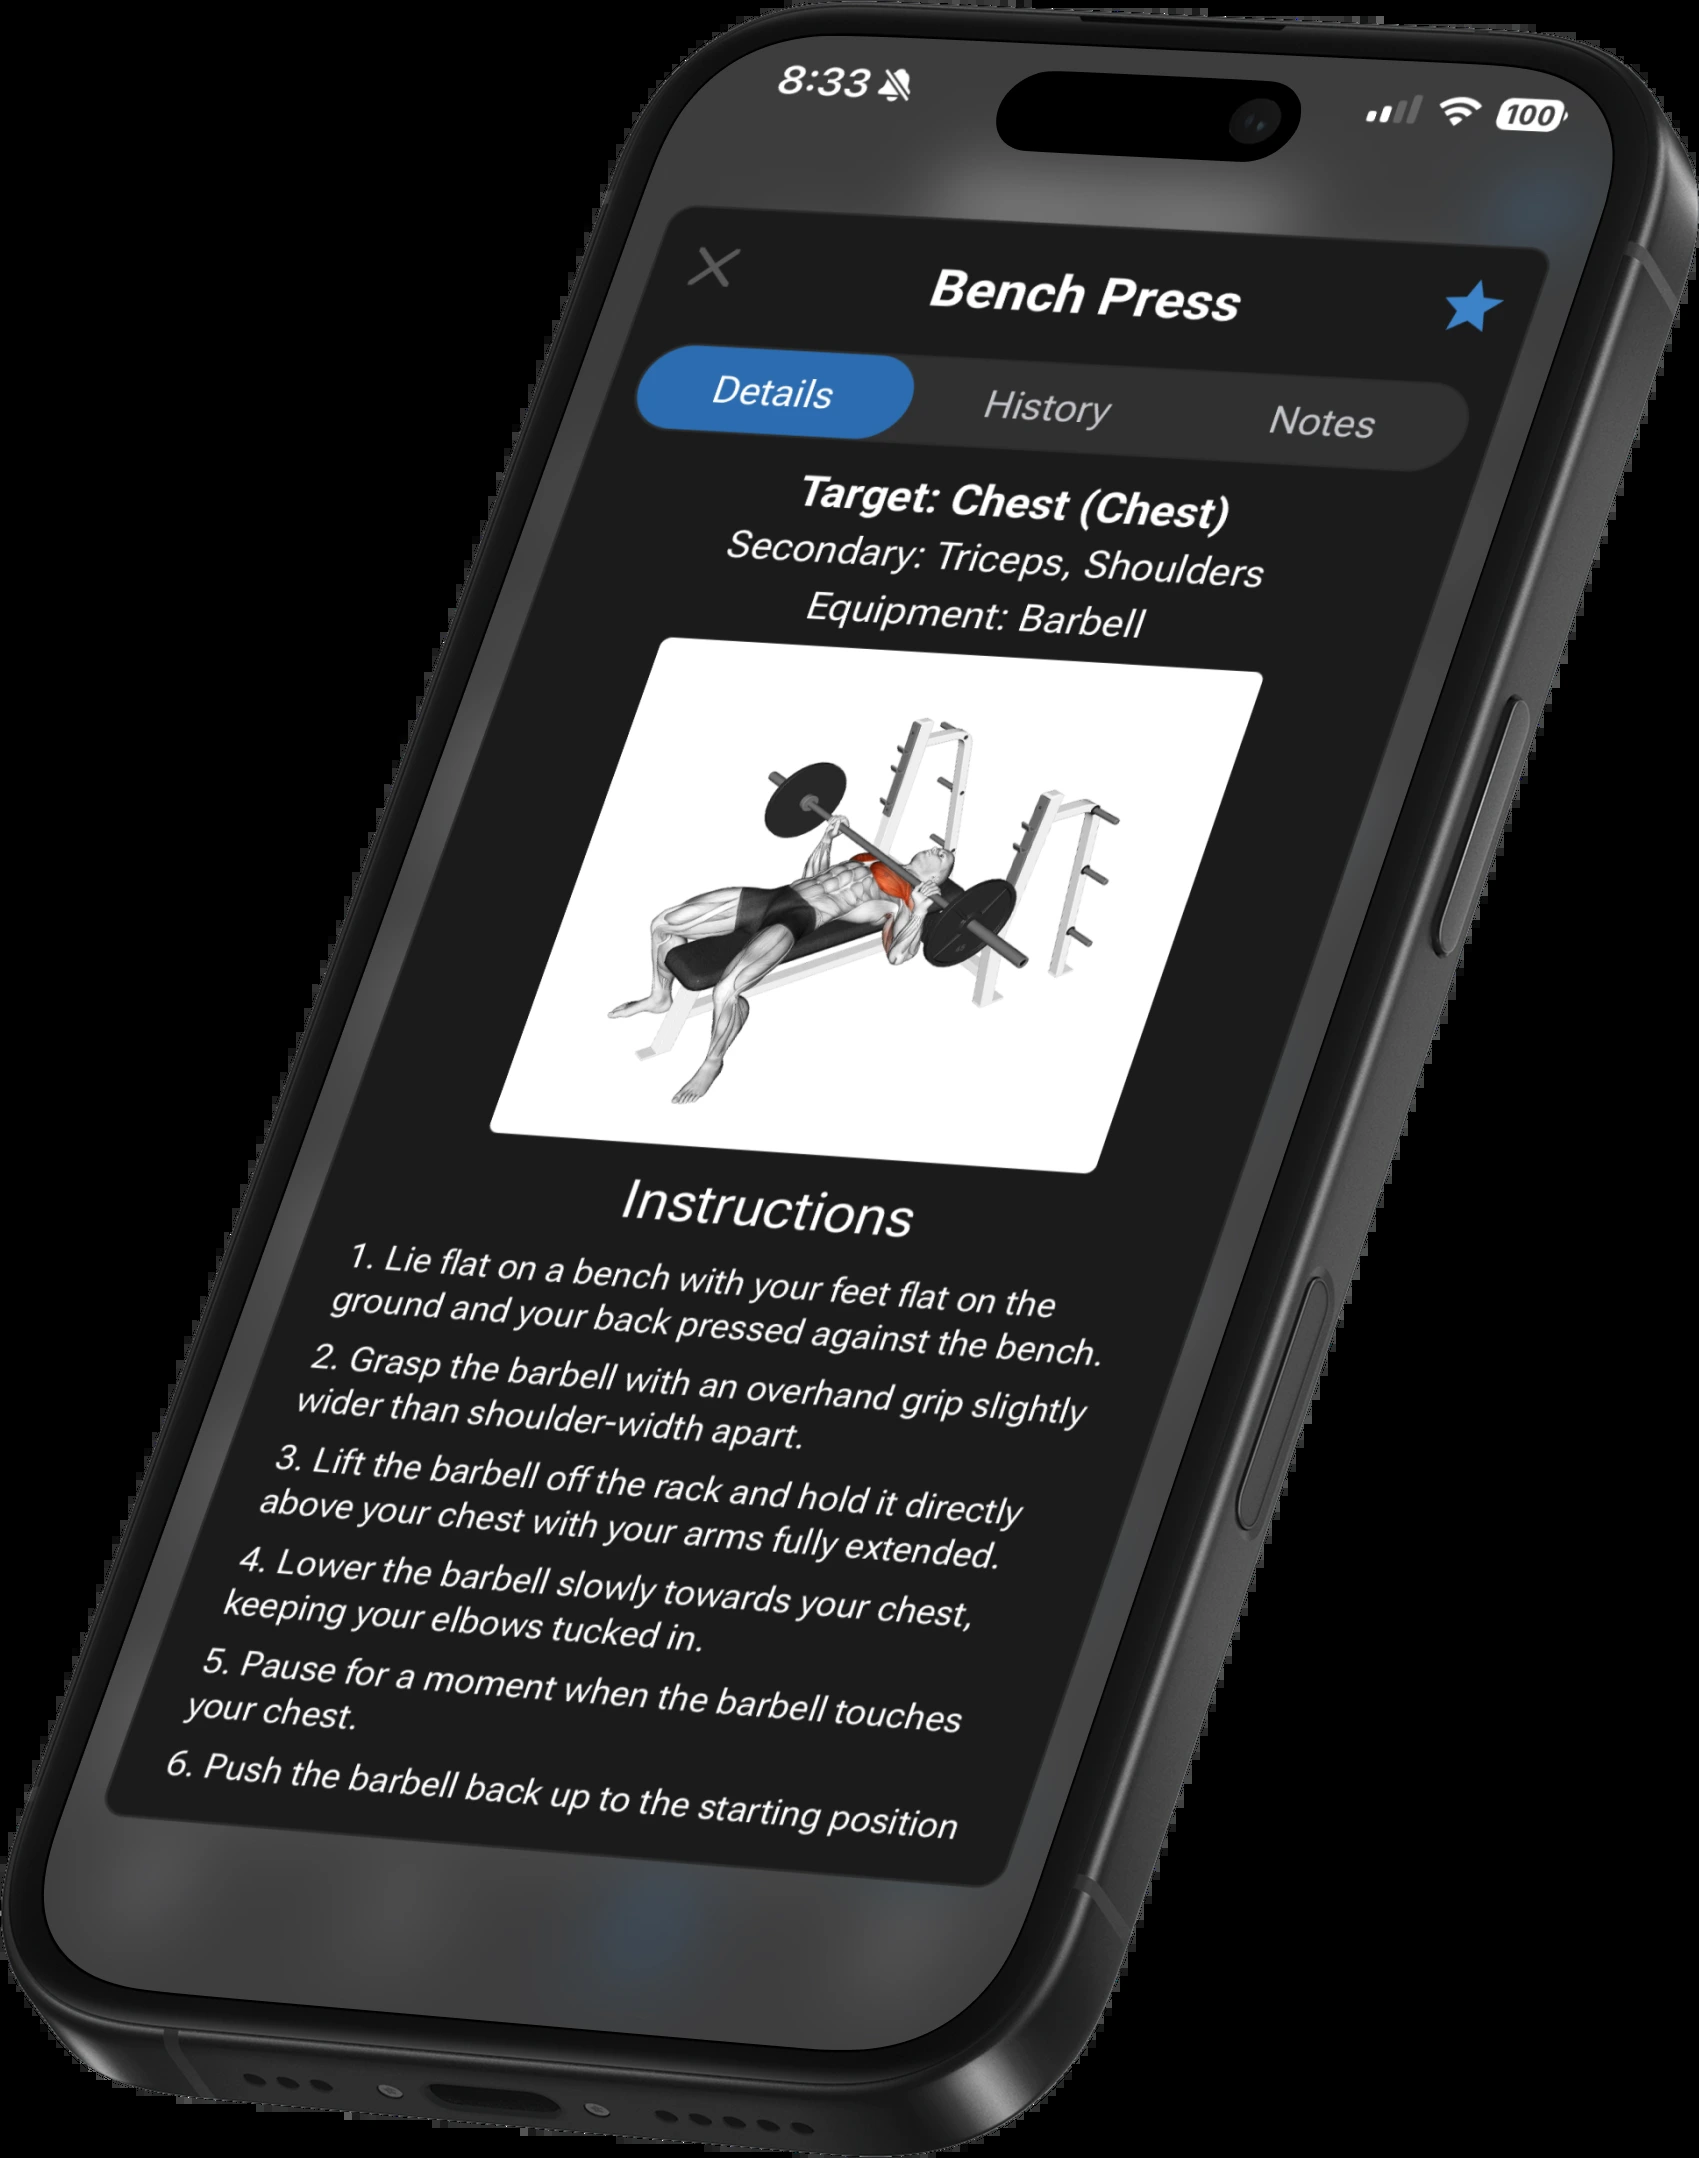 8:33
100
Bench Press
Details
History
Notes
Target: Chest (Chest)
Secondary: Triceps, Shoulders
Equipment: Barbell
Instructions
1. Lie flat on a bench with your feet flat on the
ground and your back pressed against the bench.
2. Grasp the barbell with an overhand grip slightly
wider than shoulder-width apart.
3. Lift the barbell off the rack and hold it directly
above your chest with your arms fully extended.
4. Lower the barbell slowly towards your chest,
keeping your elbows tucked in.
5. Pause for a moment when the barbell touches
your chest.
6. Push the barbell back up to the starting position